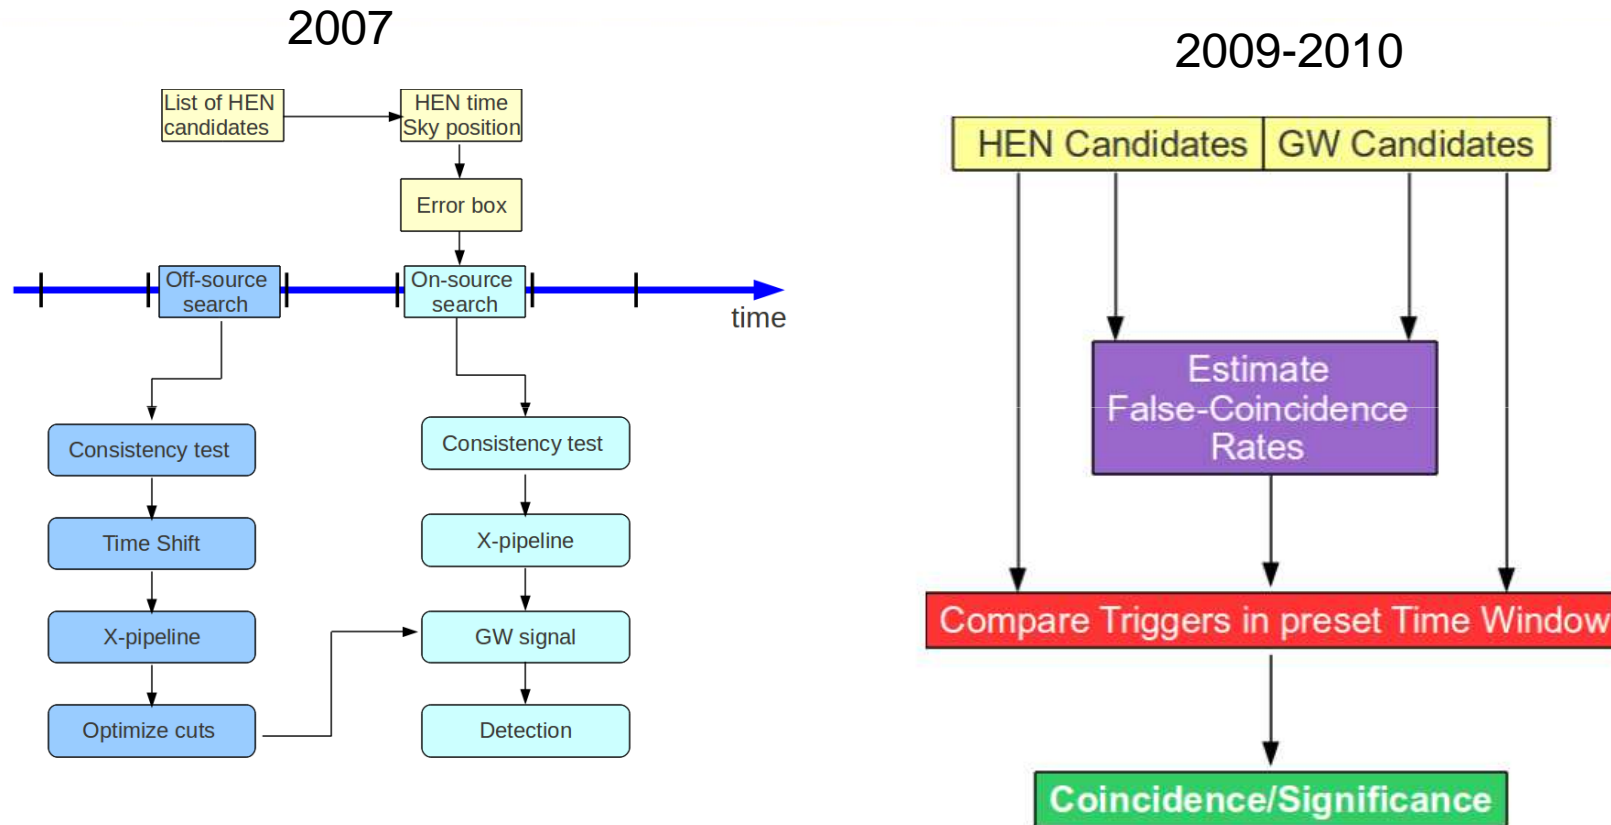 2007
List of HEN
candidates
HEN time
Sky position
Error box
Off-source
search
On-source
search
time
Consistency test
Time Shift
X-pipeline
Optimize cuts
Consistency test
X-pipeline
GW signal
Detection
2009-2010
HEN Candidates
GW Candidates
Estimate
False-Coincidence
Rates
Compare Triggers in preset Time Window
Coincidence/Significance